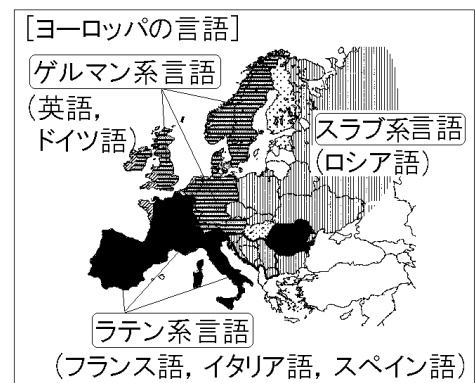 [ヨーロッパの言語]
ゲルマン系言語
(英語,
ドイツ語)
スラブ系言語
(ロシア語)
ラテン系言語
(フランス語, イタリア語, スペイン語)